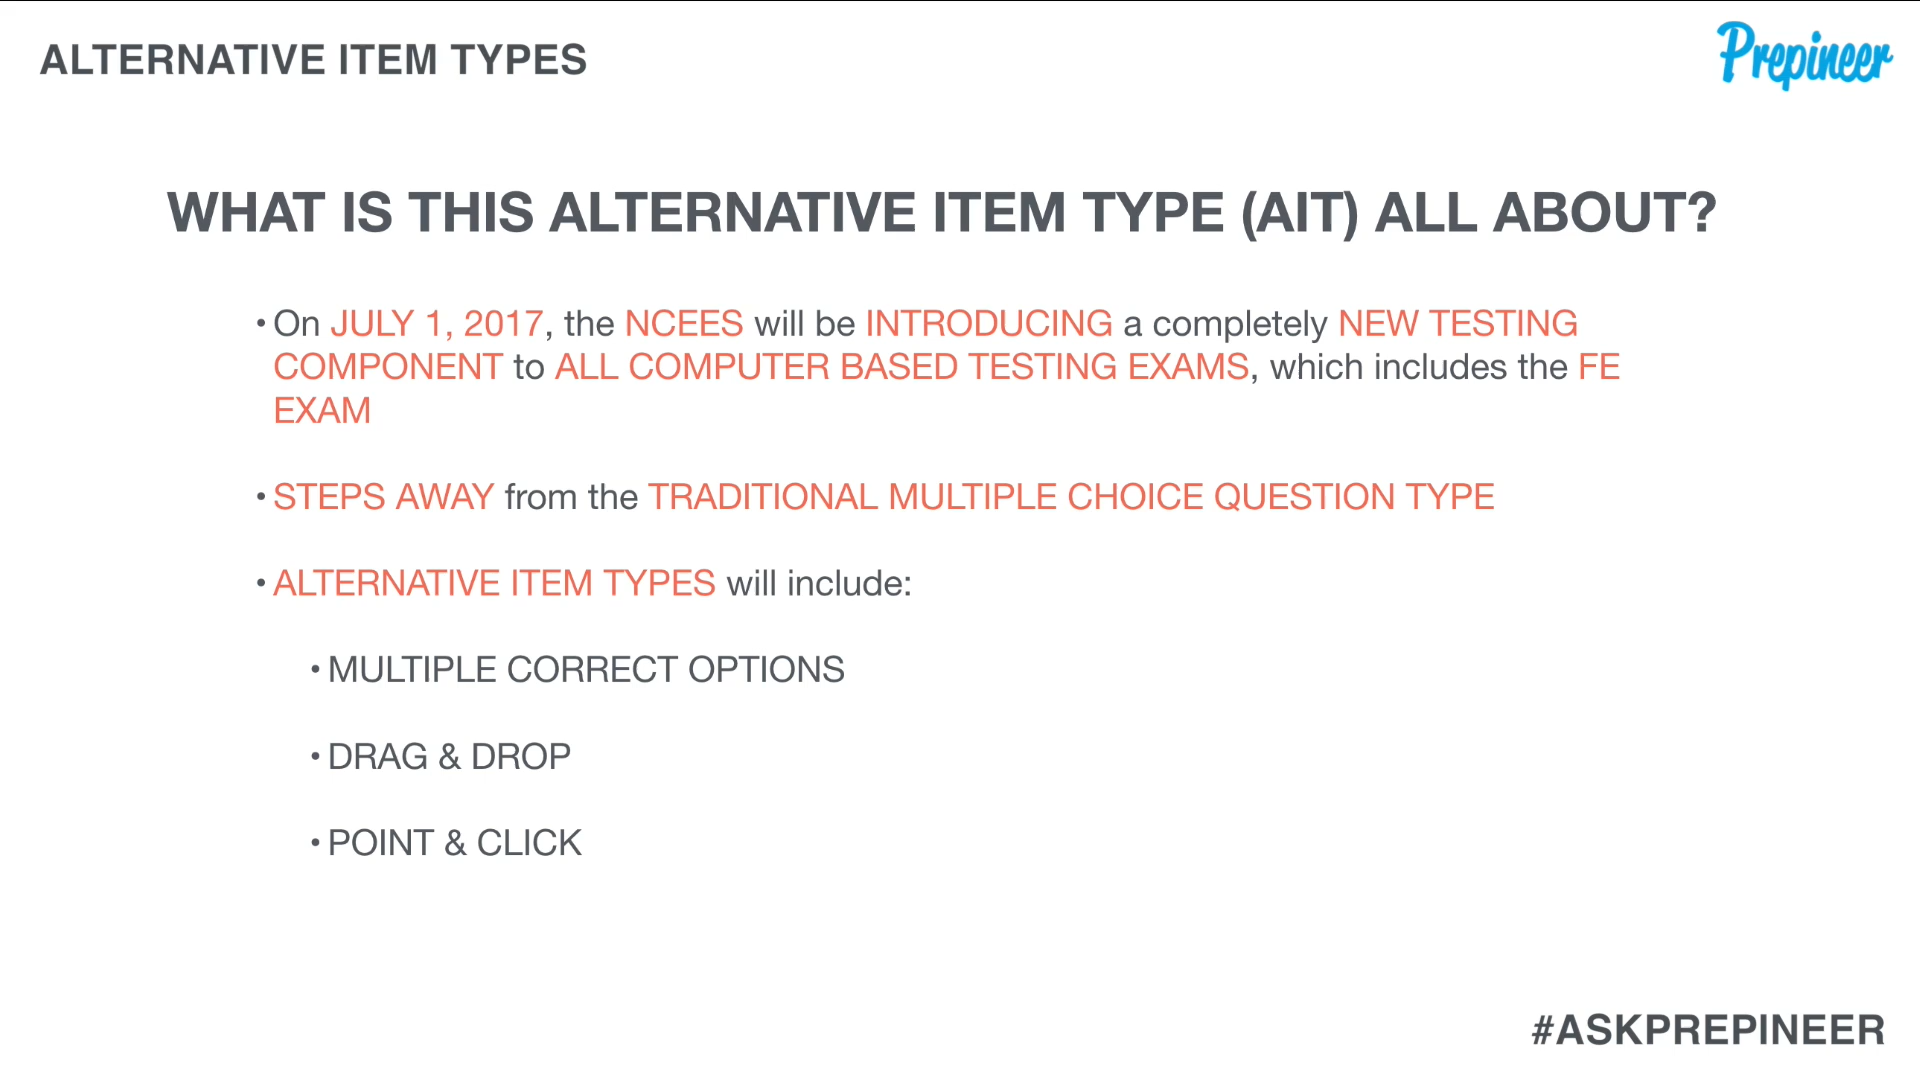 ALTERNATIVE ITEM TYPES
Prepineer
WHAT IS THIS ALTERNATIVE ITEM TYPE (AIT) ALL ABOUT?
• On JULY 1, 2017, the NCEES will be INTRODUCING a completely NEW TESTING
COMPONENT to ALL COMPUTER BASED TESTING EXAMS, which includes the FE
EXAM
• STEPS AWAY from the TRADITIONAL MULTIPLE CHOICE QUESTION TYPE
• ALTERNATIVE ITEM TYPES will include:
• MULTIPLE CORRECT OPTIONS
• DRAG & DROP
• POINT & CLICK
#ASKPREPINEER